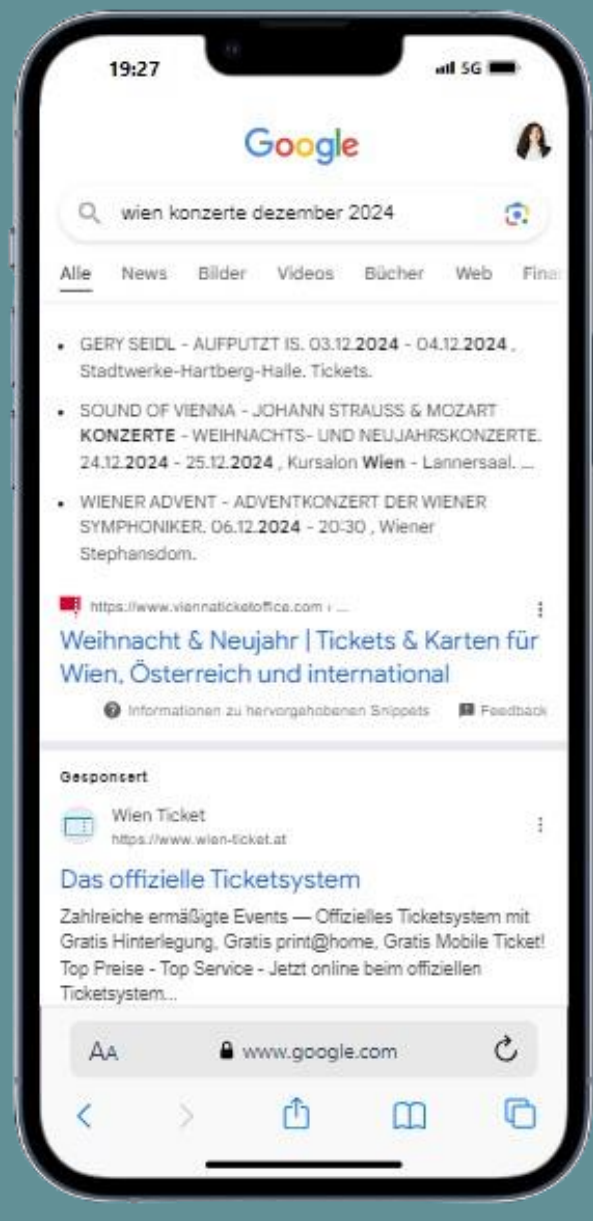 19:27
5G
Google
wien konzerte dezember 2024
Alle News Bilder Videos Bücher Web Fina
• GERY SEIDL - AUFPUTZT IS. 03.12.2024 - 04.12.2024 ,
Stadtwerke-Hartberg-Halle. Tickets.
• SOUND OF VIENNA - JOHANN STRAUSS & MOZART
KONZERTE - WEIHNACHTS- UND NEUJAHRSKONZERTE.
24.12.2024 - 25.12.2024 , Kursalon Wien - Lannersaal. ...
• WIENER ADVENT - ADVENTKONZERT DER WIENER
SYMPHONIKER. 06.12.2024 - 20:30 , Wiener
Stephansdom.
https://www.viennaticketoffice.com › ...
Weihnacht & Neujahr | Tickets & Karten für
Wien, Österreich und international
Informationen zu hervorgehobenen Snippets Feedback
Gesponsert
Wien Ticket
https://www.wien-ticket.at
Das offizielle Ticketsystem
Zahlreiche ermäßigte Events — Offizielles Ticketsystem mit
Gratis Hinterlegung, Gratis print@home, Gratis Mobile Ticket!
Top Preise - Top Service - Jetzt online beim offiziellen
Ticketsystem...
AA www.google.com